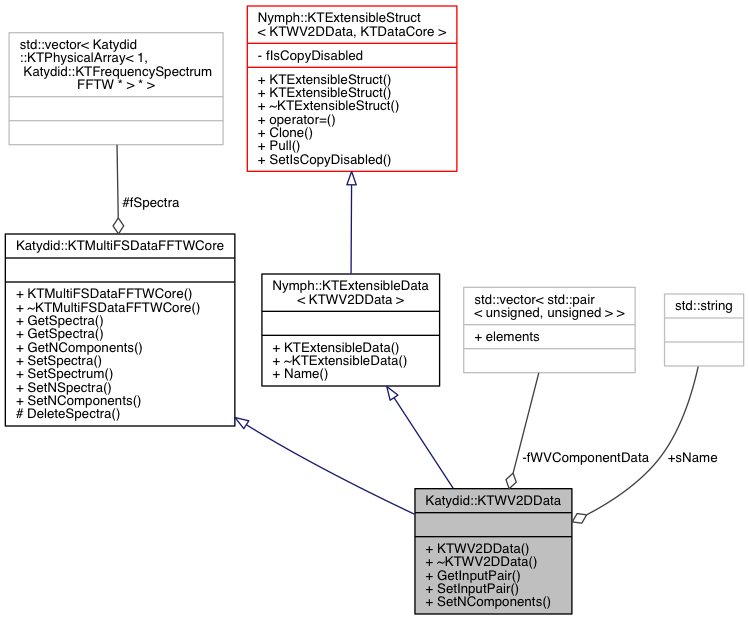 Nymph::KTExtensibleStruct
< KTWV2DData, KTDataCore >
- fIsCopyDisabled
+ KTExtensibleStruct()
+ KTExtensibleStruct()
+ ~KTExtensibleStruct()
+ operator=()
+ Clone()
+ Pull()
+ SetIsCopyDisabled()
std::vector< Katydid
::KTPhysicalArray< 1,
Katydid::KTFrequencySpectrum
FFTW * > * >
#fSpectra
Katydid::KTMultiFSDataFFTWCore
+ KTMultiFSDataFFTWCore()
+ ~KTMultiFSDataFFTWCore()
+ GetSpectra()
+ GetSpectra()
+ GetNComponents()
+ SetSpectra()
+ SetSpectrum()
+ SetNSpectra()
+ SetNComponents()
# DeleteSpectra()
Nymph::KTExtensibleData
< KTWV2DData >
+ KTExtensibleData()
+ ~KTExtensibleData()
+ Name()
std::vector< std::pair
< unsigned, unsigned > >
+ elements
std::string
-fWVComponentData
+sName
Katydid::KTWV2DData
+ KTWV2DData()
+ ~KTWV2DData()
+ GetInputPair()
+ SetInputPair()
+ SetNComponents()